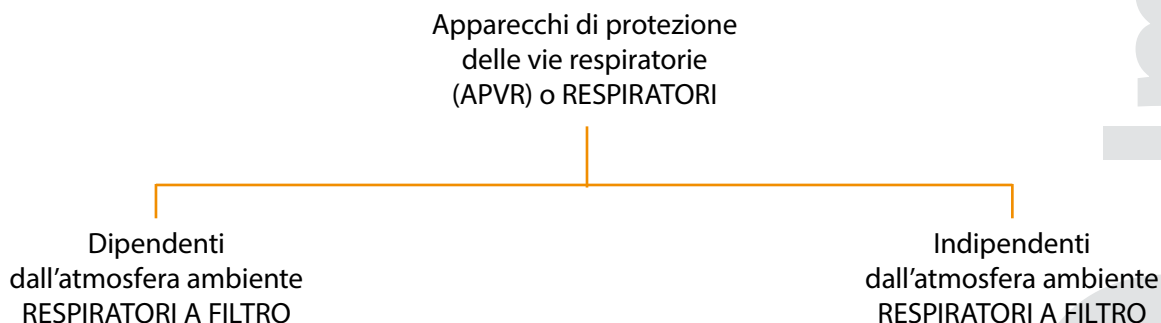 Apparecchi di protezione
delle vie respiratorie
(APVR) o RESPIRATORI
Dipendenti
dall'atmosfera ambiente
RESPIRATORI A FILTRO
Indipendenti
dall'atmosfera ambiente
RESPIRATORI A FILTRO